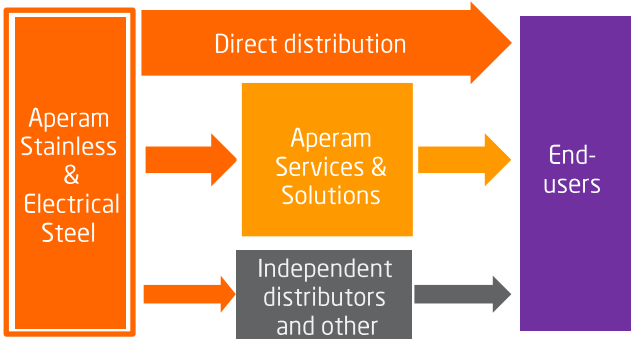 Aperam
Stainless
&
Electrical
Steel
Direct distribution
Aperam
Services &
Solutions
Independent
distributors
and other
End-
users